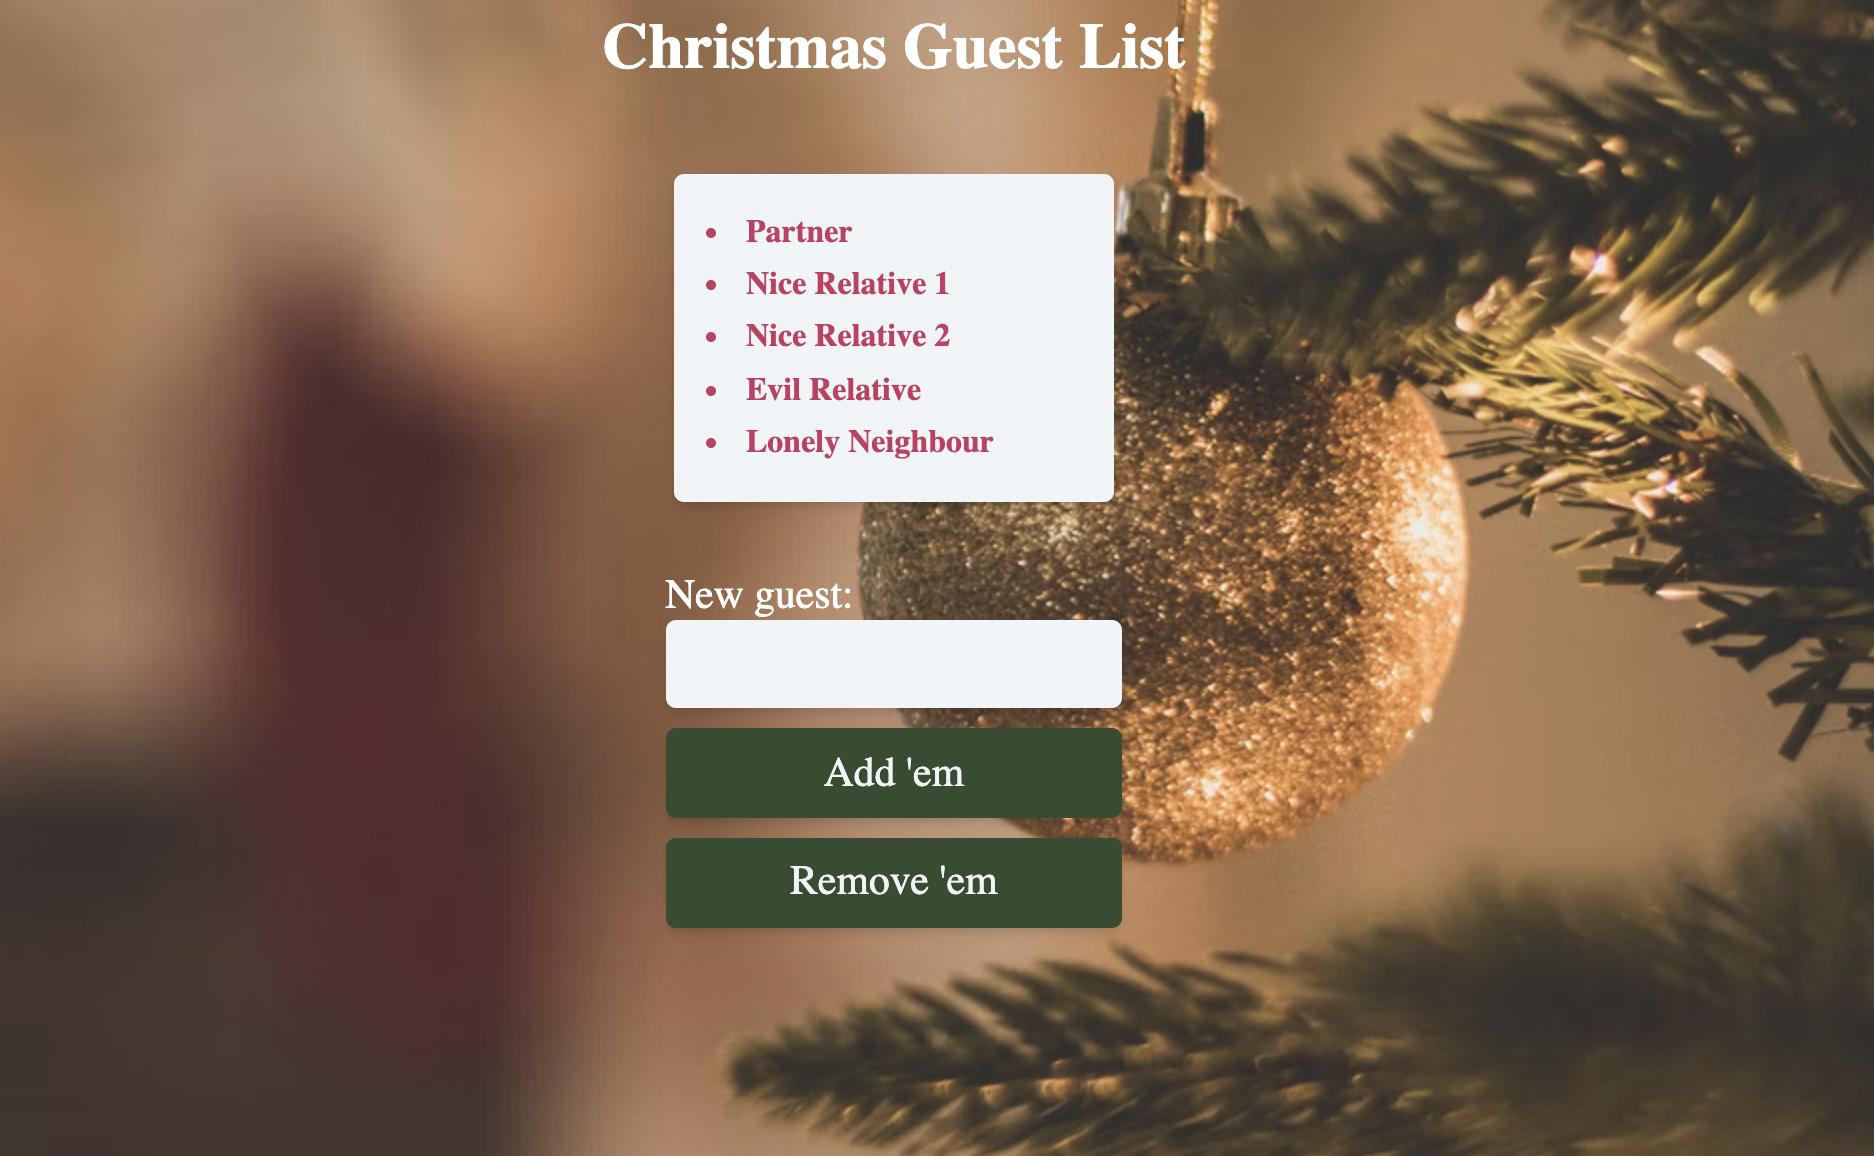 Christmas Guest List
Partner
Nice Relative 1
Nice Relative 2
Evil Relative
Lonely Neighbour
New guest:
Add 'em
Remove 'em